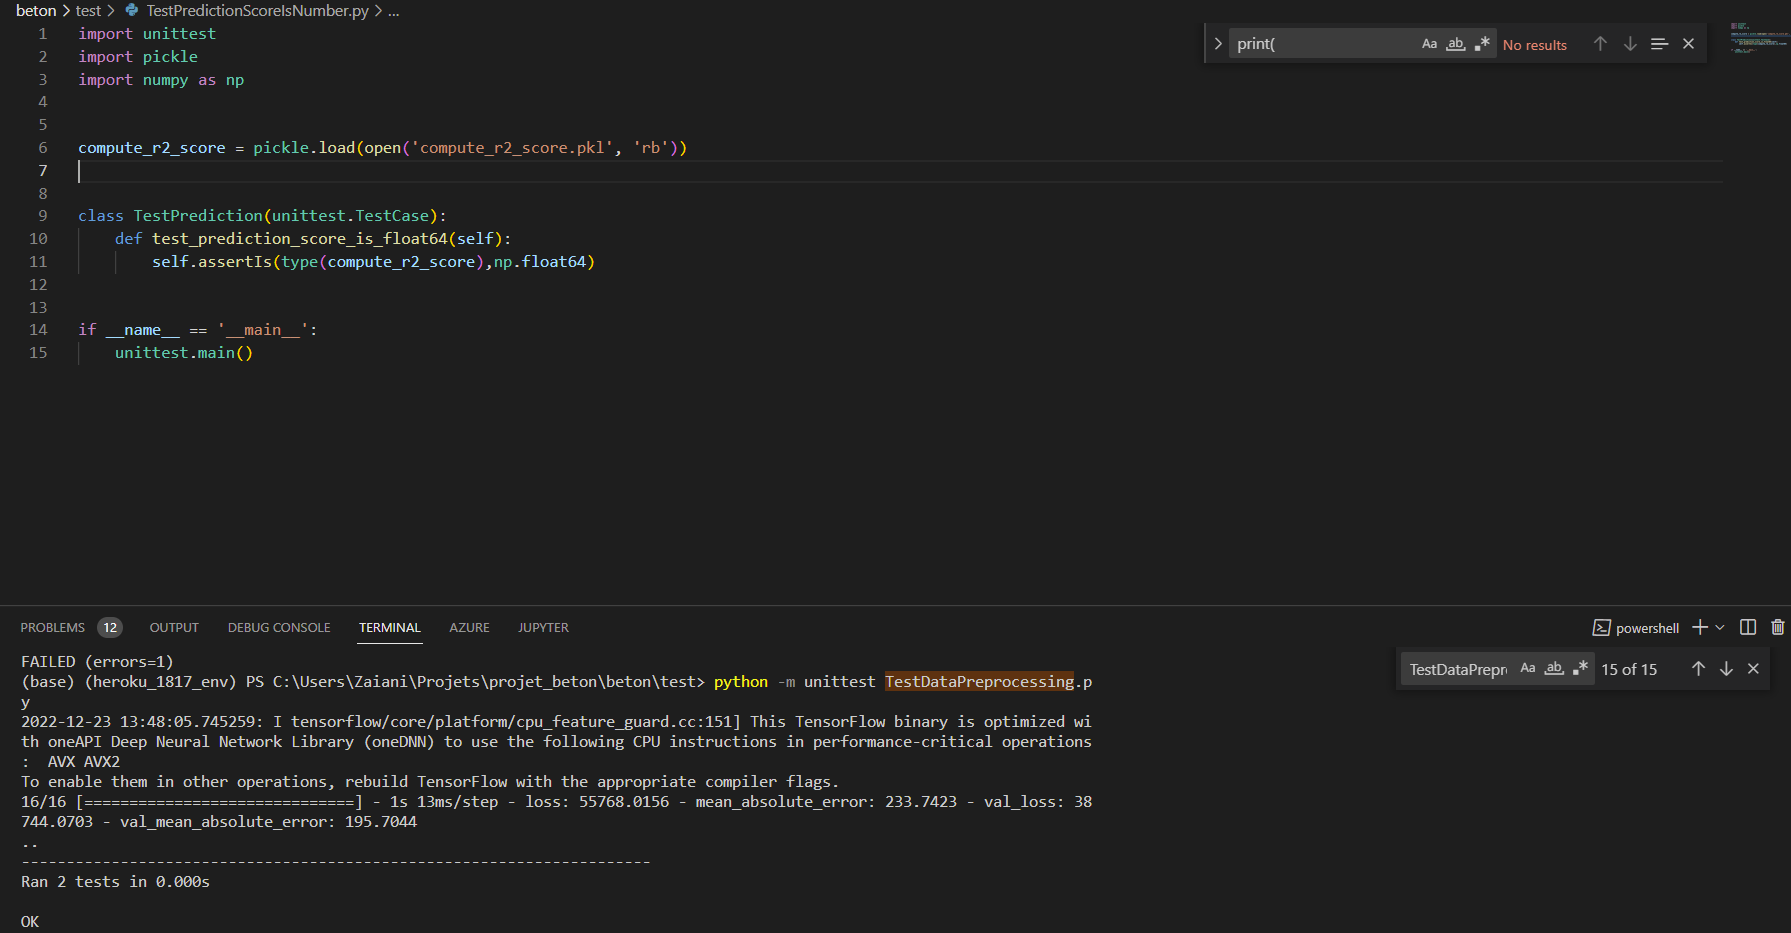 beton > test > TestPredictionScoreIsNumber.py > ...
1 import unittest
2 import pickle
3 import numpy as np
4
5
6 compute_r2_score = pickle.load(open('compute_r2_score.pkl', 'rb'))
7
8
9 class TestPrediction(unittest.TestCase):
10 def test_prediction_score_is_float64(self):
11 self.assertIs(type(compute_r2_score),np.float64)
12
13
14 if __name__ == '__main__':
15 unittest.main()
print( Aa ab No results
PROBLEMS 12 OUTPUT DEBUG CONSOLE TERMINAL AZURE JUPYTER powershell
TestDataPrepr Aa ab 15 of 15
FAILED (errors=1)
(base) (heroku_1817_env) PS C:\Users\Zaiani\Projets\projet_beton\beton\test> python -m unittest TestDataPreprocessing.p
y
2022-12-23 13:48:05.745259: I tensorflow/core/platform/cpu_feature_guard.cc:151] This TensorFlow binary is optimized wi
th oneAPI Deep Neural Network Library (oneDNN) to use the following CPU instructions in performance-critical operations
:  AVX AVX2
To enable them in other operations, rebuild TensorFlow with the appropriate compiler flags.
16/16 [==============================] - 1s 13ms/step - loss: 55768.0156 - mean_absolute_error: 233.7423 - val_loss: 38
744.0703 - val_mean_absolute_error: 195.7044
..
----------------------------------------------------------------------
Ran 2 tests in 0.000s
OK